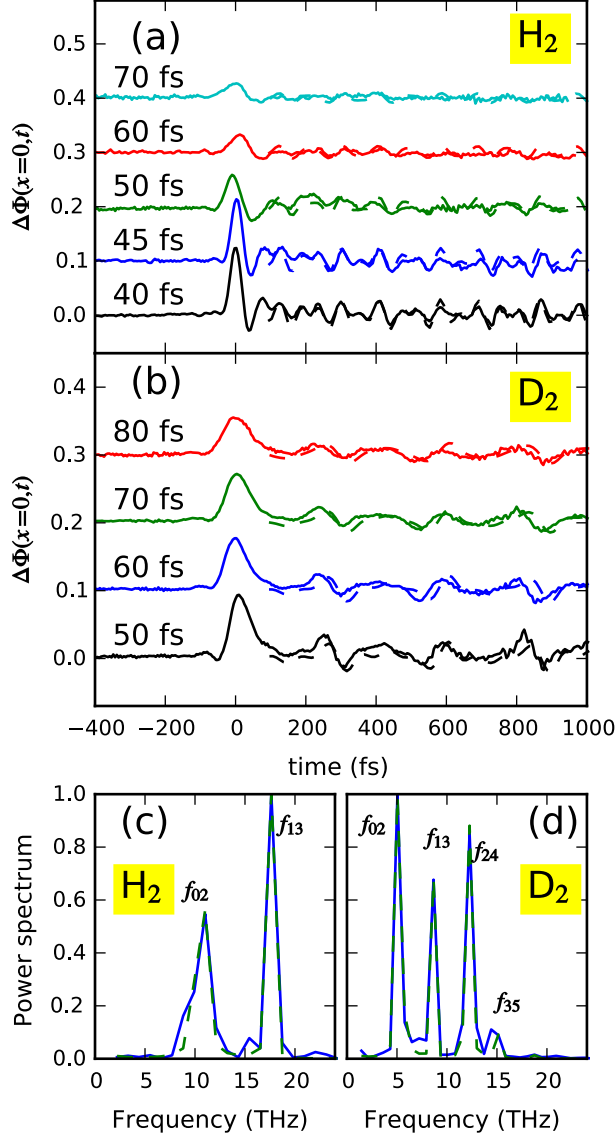 (a) H2
0.5
70 fs
0.4
60 fs
0.3
50 fs
0.2
45 fs
0.1
40 fs
0.0
ΔΦ(x=0,t)
(b) D2
0.4
80 fs
0.3
70 fs
0.2
60 fs
0.1
50 fs
0.0
ΔΦ(x=0,t)
−400 −200 0 200 400 600 800 1000
time (fs)
1.0
0.8
0.6
0.4
0.2
0.0
Power spectrum
(c)
H2
f02
f13
0 5 10 15 20
Frequency (THz)
(d)
D2
f02
f13
f24
f35
0 5 10 15 20
Frequency (THz)